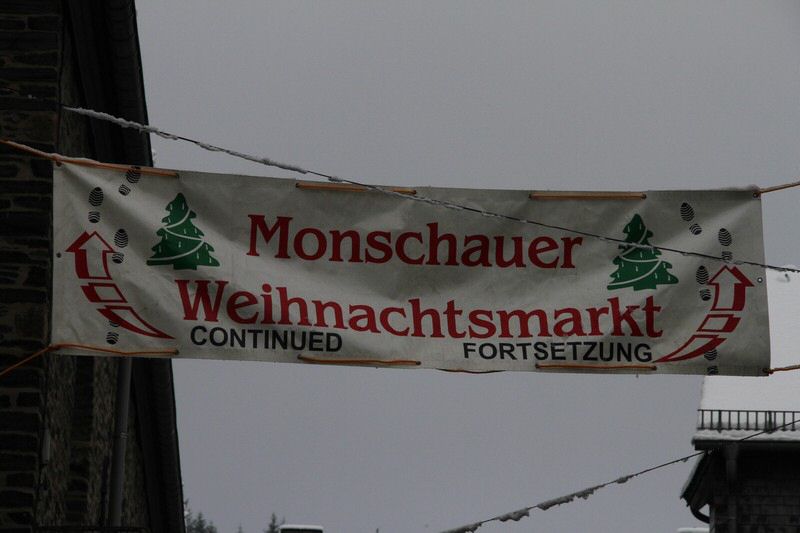 Monschauer
Weihnachtsmarkt
CONTINUED FORTSETZUNG